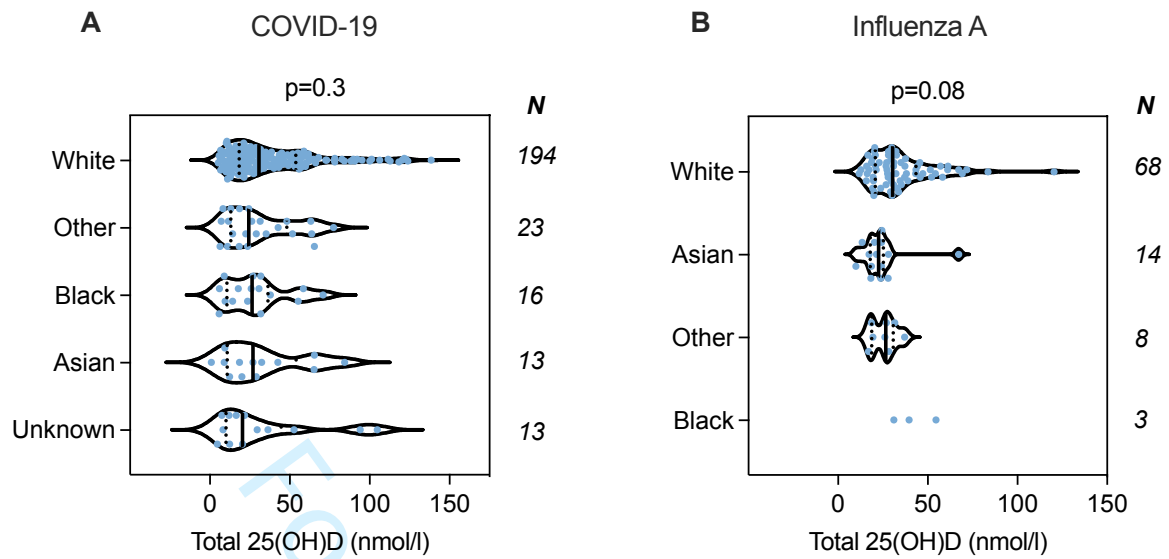 A COVID-19
p=0.3
N
White 194
Other 23
Black 16
Asian 13
Unknown 13
0 50 100 150
Total 25(OH)D (nmol/l)
B Influenza A
p=0.08
N
White 68
Asian 14
Other 8
Black 3
0 50 100 150
Total 25(OH)D (nmol/l)
Fo